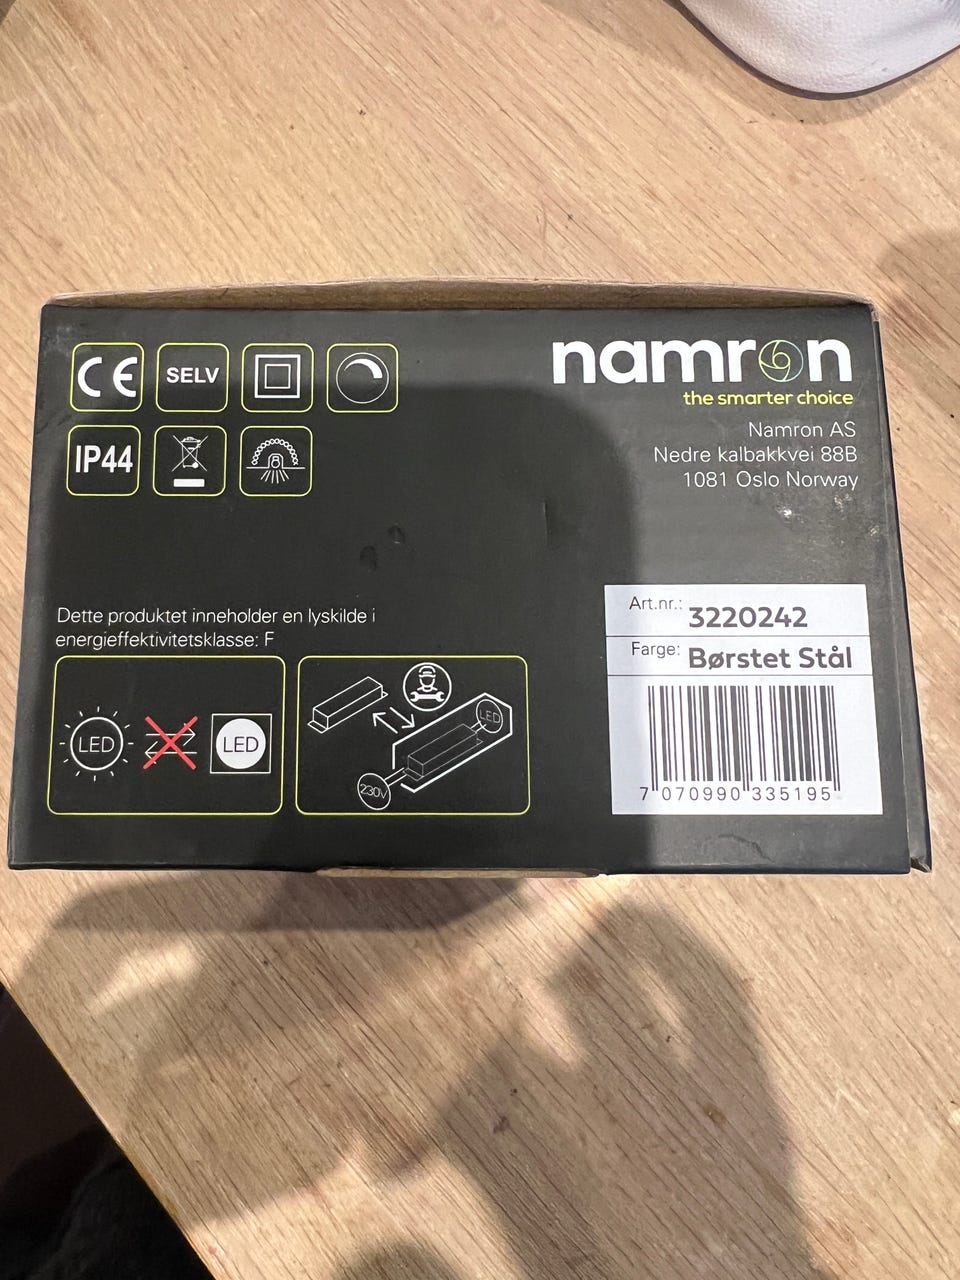 CE
SELV
IP44
namron
the smarter choice
Namron AS
Nedre kalbakkvei 88B
1081 Oslo Norway
Dette produktet inneholder en lyskilde i
energieffektivitetsklasse: F
LED
LED
LED
230V
Art.nr.: 3220242
Farge: Børstet Stål
7 070990 335195